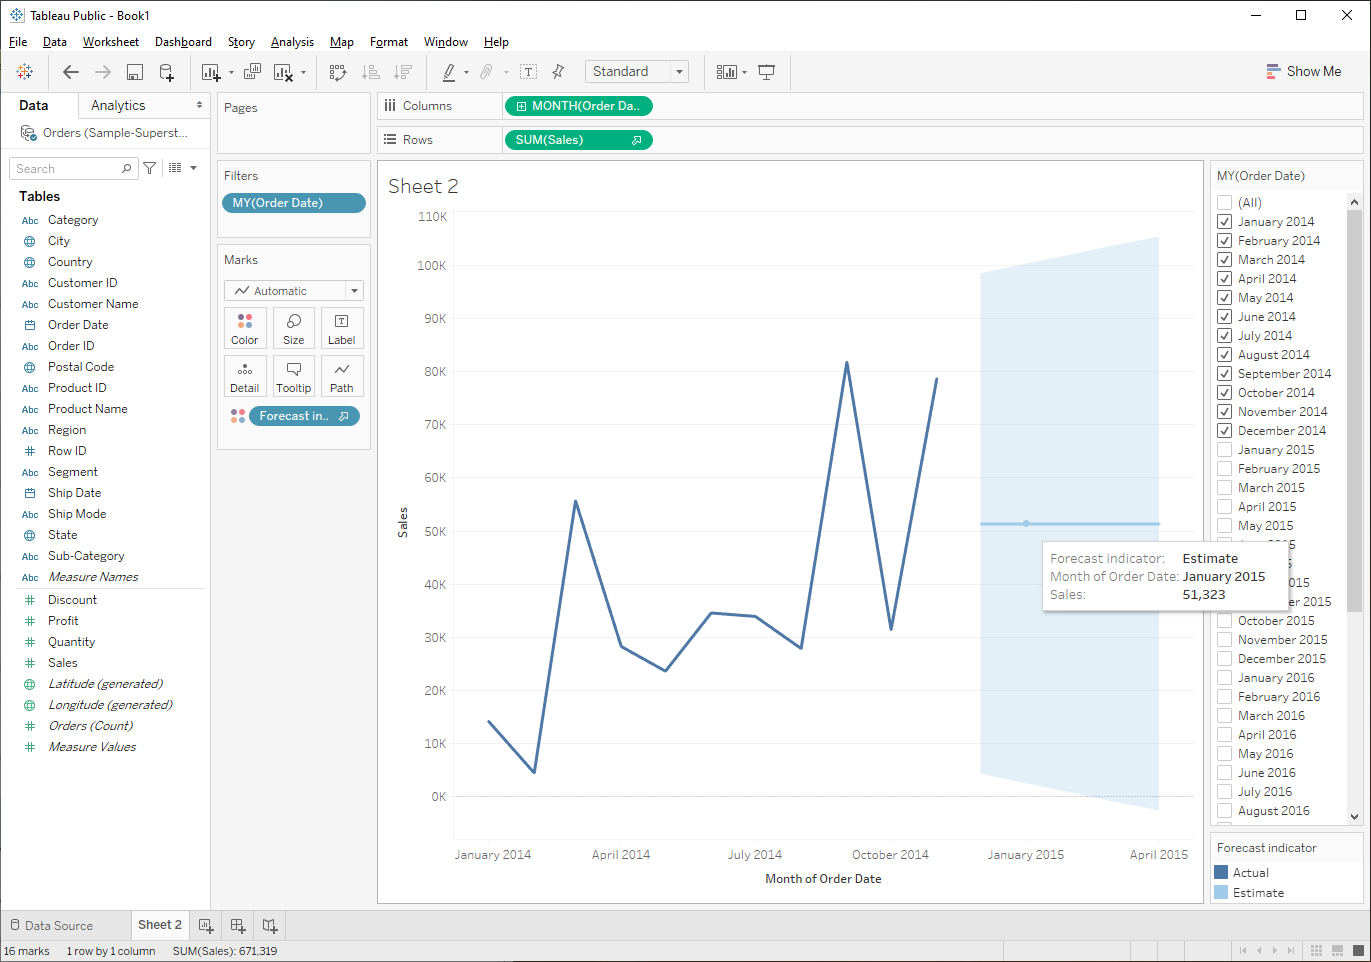 Tableau Public - Book1
File Data Worksheet Dashboard Story Analysis Map Format Window Help
Standard
Show Me
Data
Analytics
Orders (Sample-Superst...
Search
Tables
Abc Category
City
Country
Abc Customer ID
Abc Customer Name
Order Date
Abc Order ID
Postal Code
Abc Product ID
Abc Product Name
Abc Region
# Row ID
Abc Segment
Ship Date
Abc Ship Mode
State
Abc Sub-Category
Abc Measure Names
# Discount
# Profit
# Quantity
# Sales
Latitude (generated)
Longitude (generated)
# Orders (Count)
# Measure Values
Pages
Filters
MY(Order Date)
Marks
Automatic
Color Size Label
Detail Tooltip Path
Forecast in..
Columns
MONTH(Order Da..
Rows
SUM(Sales)
Sheet 2
110K
100K
90K
80K
70K
60K
50K
40K
30K
20K
10K
0K
Sales
January 2014 April 2014 July 2014 October 2014 January 2015 April 2015
Month of Order Date
Forecast indicator: Estimate
Month of Order Date: January 2015
Sales: 51,323
MY(Order Date)
(All)
January 2014
February 2014
March 2014
April 2014
May 2014
June 2014
July 2014
August 2014
September 2014
October 2014
November 2014
December 2014
January 2015
February 2015
March 2015
April 2015
May 2015
October 2015
November 2015
December 2015
January 2016
February 2016
March 2016
April 2016
May 2016
June 2016
July 2016
August 2016
Forecast indicator
Actual
Estimate
Data Source
Sheet 2
16 marks 1 row by 1 column SUM(Sales): 671,319